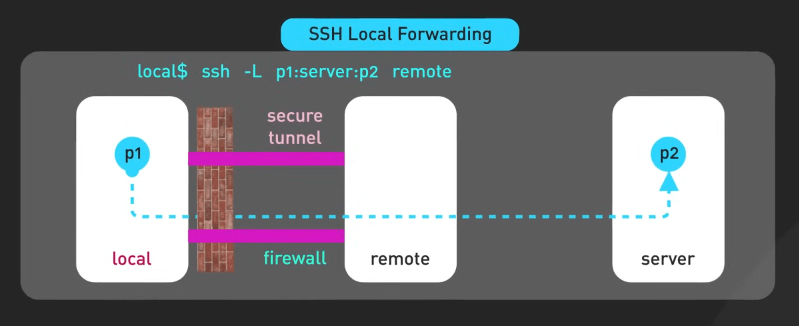 SSH Local Forwarding
local$ ssh -L p1:server:p2 remote
secure
tunnel
p1
p2
local
firewall
remote
server